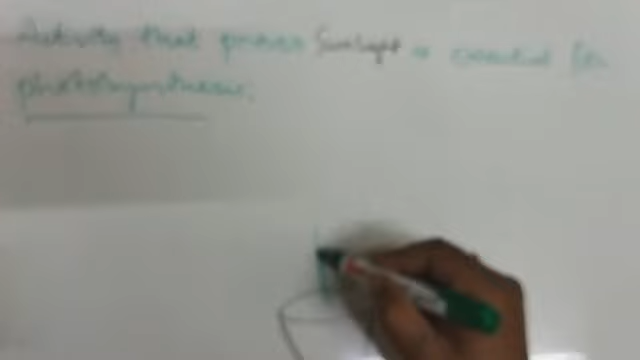 Activity that proves Sunlight is essential for
photosynthesis.